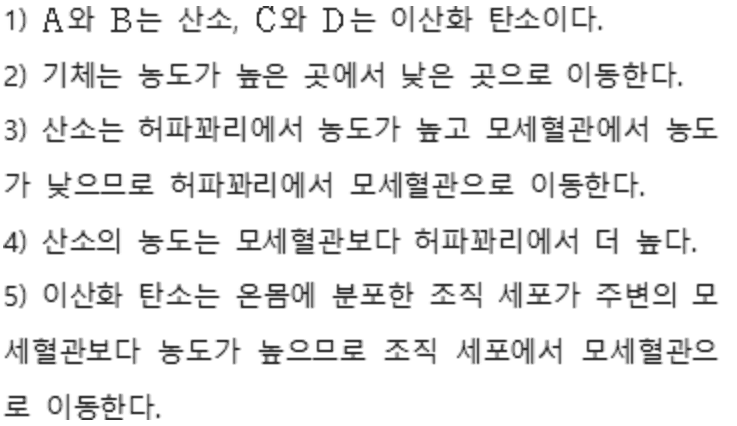 1) A와 B는 산소, C와 D는 이산화 탄소이다.
2) 기체는 농도가 높은 곳에서 낮은 곳으로 이동한다.
3) 산소는 허파꽈리에서 농도가 높고 모세혈관에서 농도
가 낮으므로 허파꽈리에서 모세혈관으로 이동한다.
4) 산소의 농도는 모세혈관보다 허파꽈리에서 더 높다.
5) 이산화 탄소는 온몸에 분포한 조직 세포가 주변의 모
세혈관보다 농도가 높으므로 조직 세포에서 모세혈관으
로 이동한다.